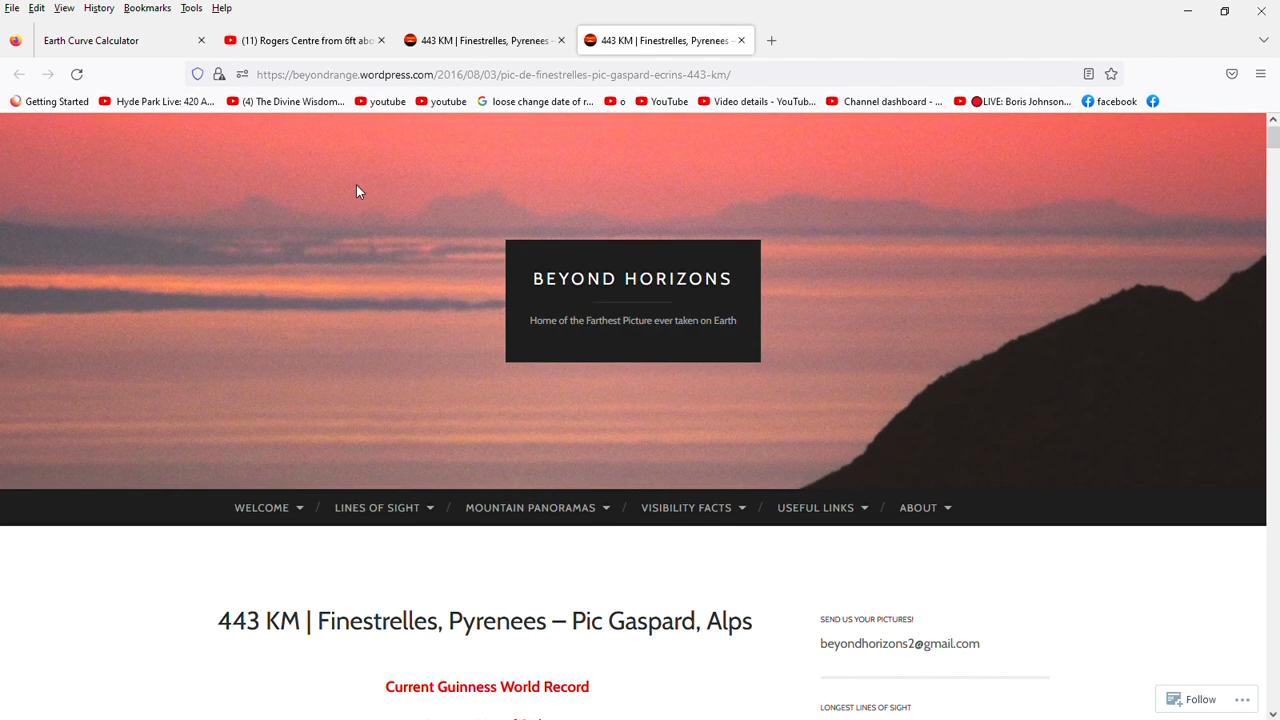 File Edit View History Bookmarks Tools Help
Earth Curve Calculator
(11) Rogers Centre from 6ft abo
443 KM | Finestrelles, Pyrenees –
443 KM | Finestrelles, Pyrenees –
https://beyondrange.wordpress.com/2016/08/03/pic-de-finestrelles-pic-gaspard-ecrins-443-km/
Getting Started
Hyde Park Live: 420 A...
(4) The Divine Wisdom...
youtube
youtube
loose change date of r...
o
YouTube
Video details - YouTub...
Channel dashboard - ...
LIVE: Boris Johnson...
facebook
BEYOND HORIZONS
Home of the Farthest Picture ever taken on Earth
WELCOME / LINES OF SIGHT / MOUNTAIN PANORAMAS / VISIBILITY FACTS / USEFUL LINKS / ABOUT
443 KM | Finestrelles, Pyrenees – Pic Gaspard, Alps
Current Guinness World Record
SEND US YOUR PICTURES!
beyondhorizons2@gmail.com
LONGEST LINES OF SIGHT
Follow